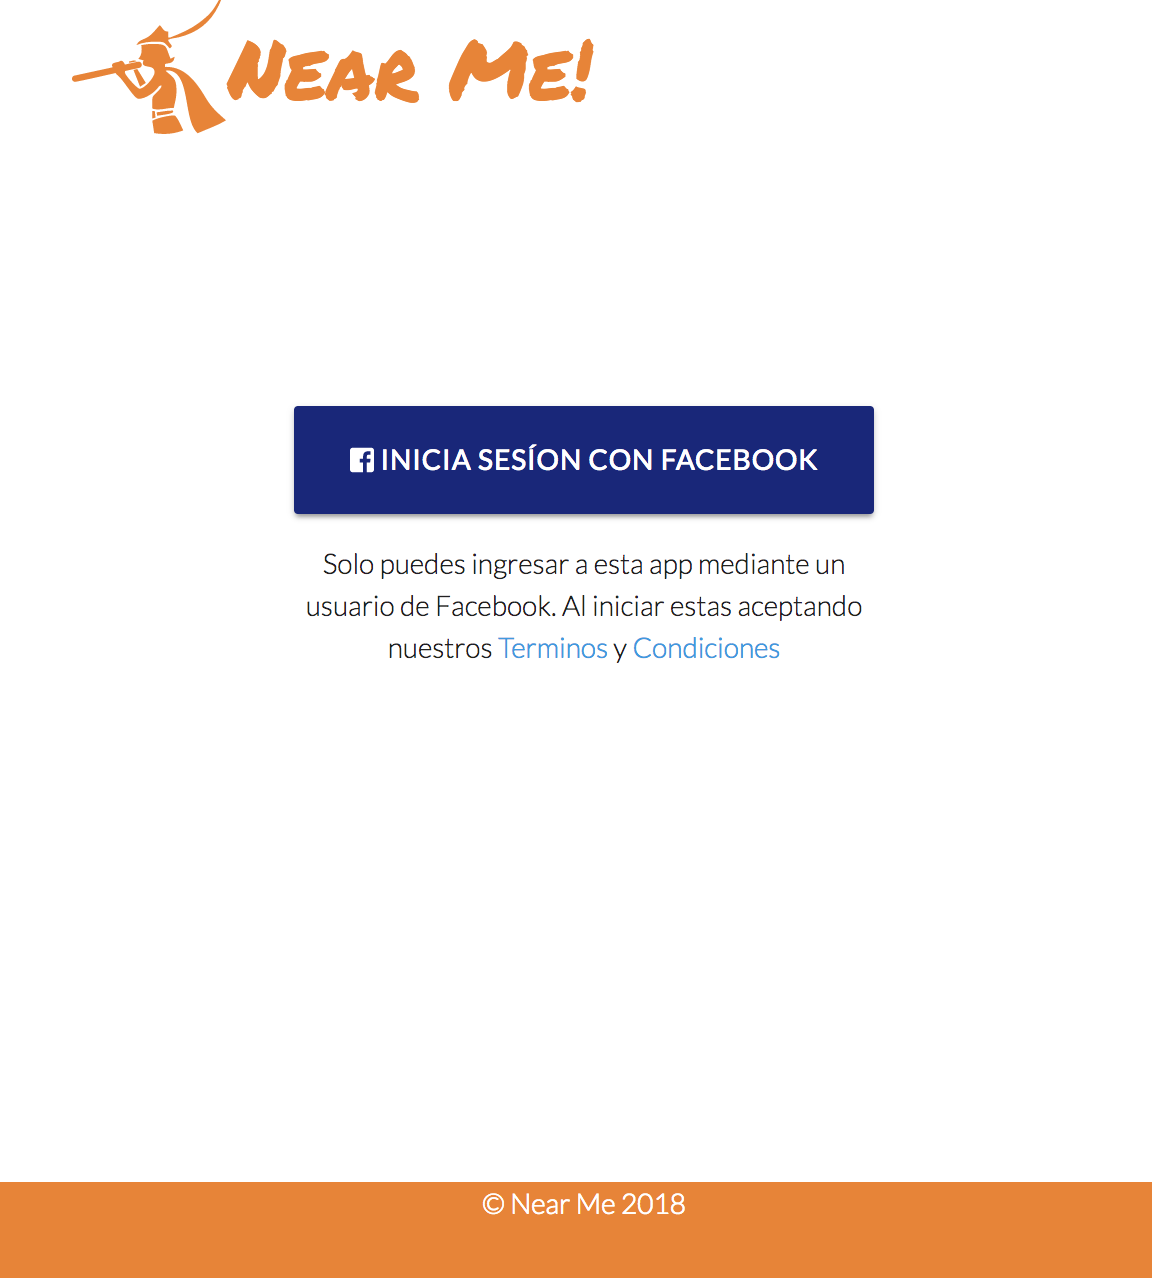 Near Me!
INICIA SESÍON CON FACEBOOK
Solo puedes ingresar a esta app mediante un
usuario de Facebook. Al iniciar estas aceptando
nuestros Terminos y Condiciones
© Near Me 2018